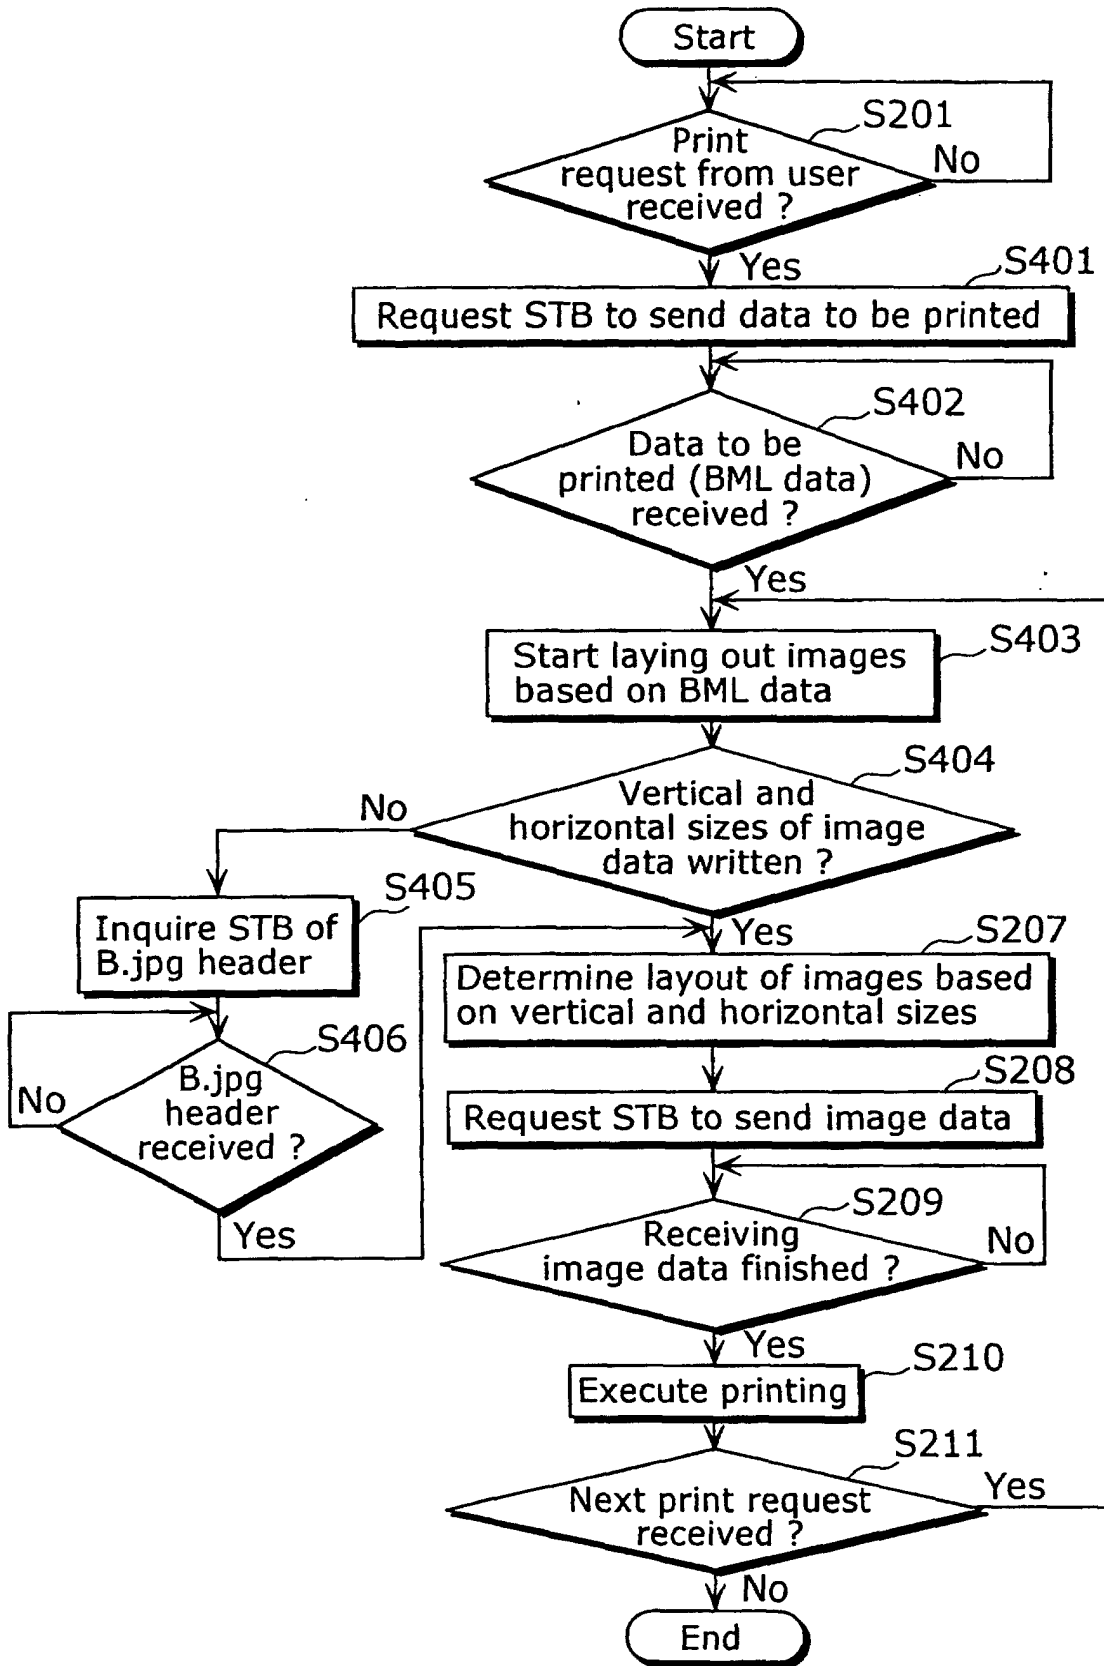 Start
S201
Print
request from user
received ?
No
Yes
S401
Request STB to send data to be printed
S402
Data to be
printed (BML data)
received ?
No
Yes
S403
Start laying out images
based on BML data
S404
Vertical and
horizontal sizes of image
data written ?
No
Yes
S405
Inquire STB of
B.jpg header
S406
B.jpg
header
received ?
No
Yes
S207
Determine layout of images based
on vertical and horizontal sizes
S208
Request STB to send image data
S209
Receiving
image data finished ?
No
Yes
S210
Execute printing
S211
Next print request
received ?
Yes
No
End